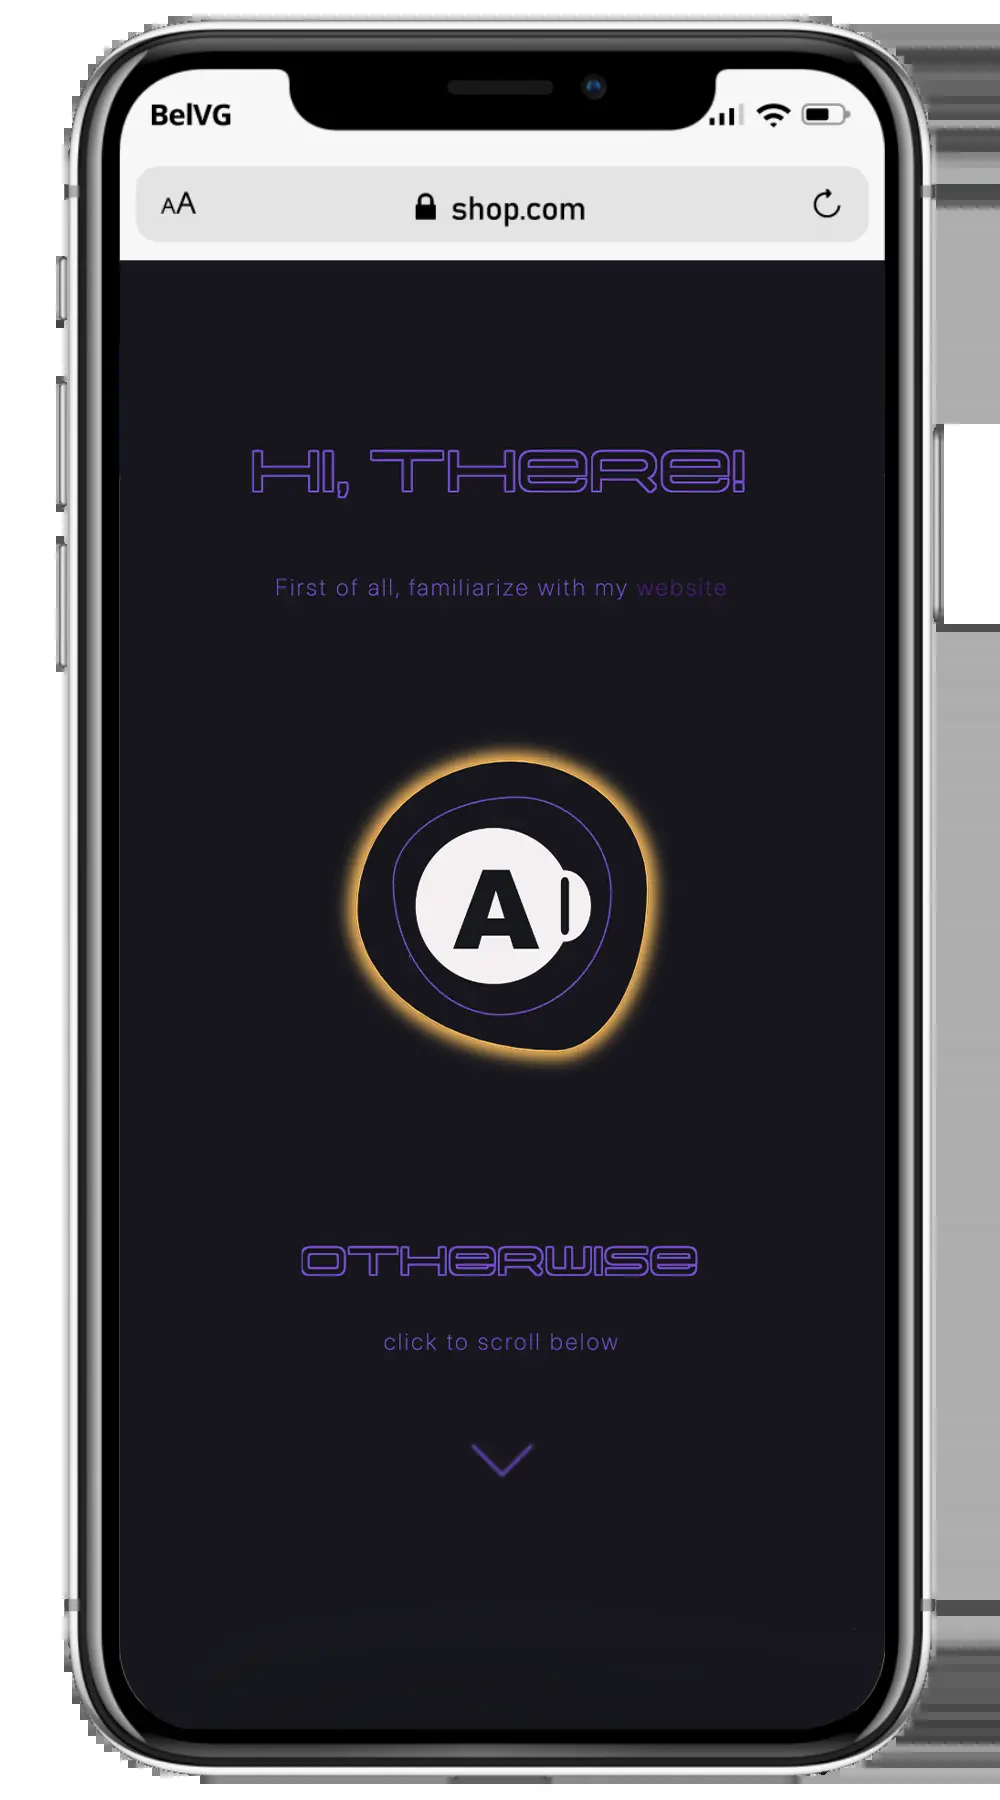 BelVG
AA
shop.com
HI, THERE!
First of all, familiarize with my website
A
OTHERWISE
click to scroll below